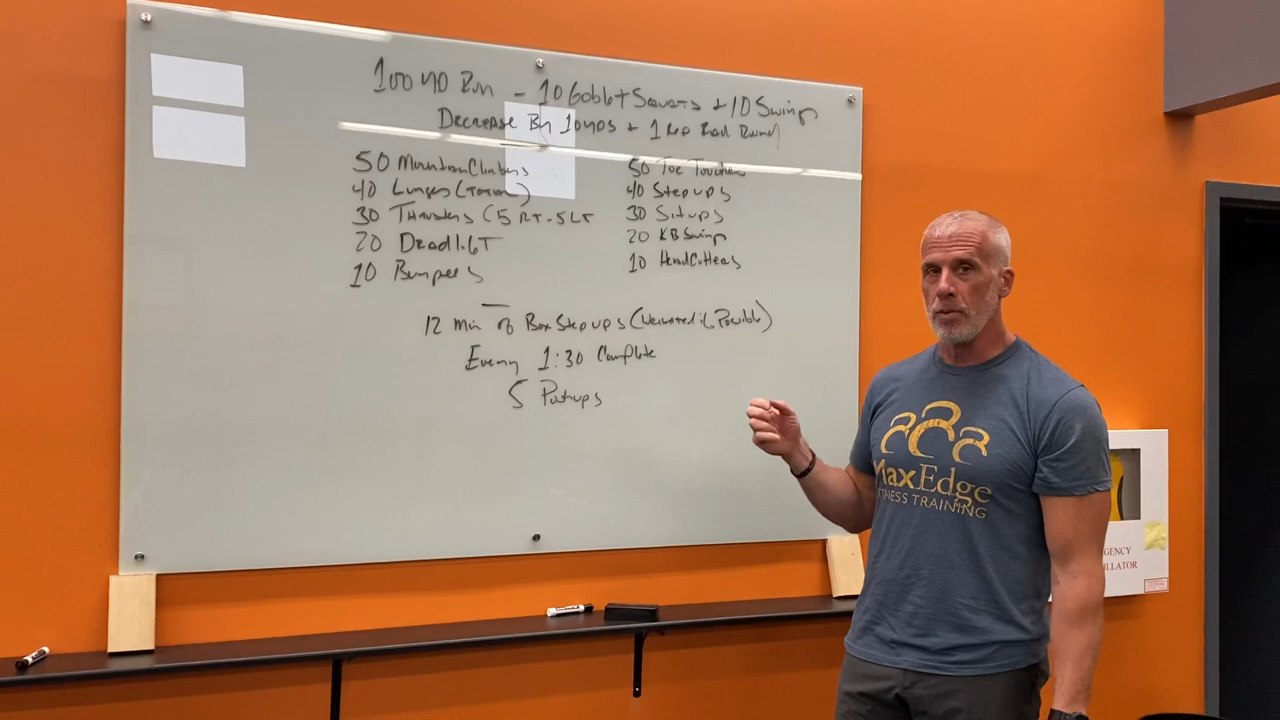 100 YD Run - 10 Goblet Squats + 10 Swings
Decrease By 10 YDS + 1 Rep Each Round
50 Mountain Climbers
40 Lunges (Total)
30 Thrusters (5 RT-5 LT
20 Deadlift
10 Burpees
50 Toe Touches
40 Step ups
30 Situps
20 KB Swings
10 HandCutters
12 Min of Box Step ups (Weighted if Possible)
Every 1:30 Complete
5 Pushups
MaxEdge
FITNESS TRAINING